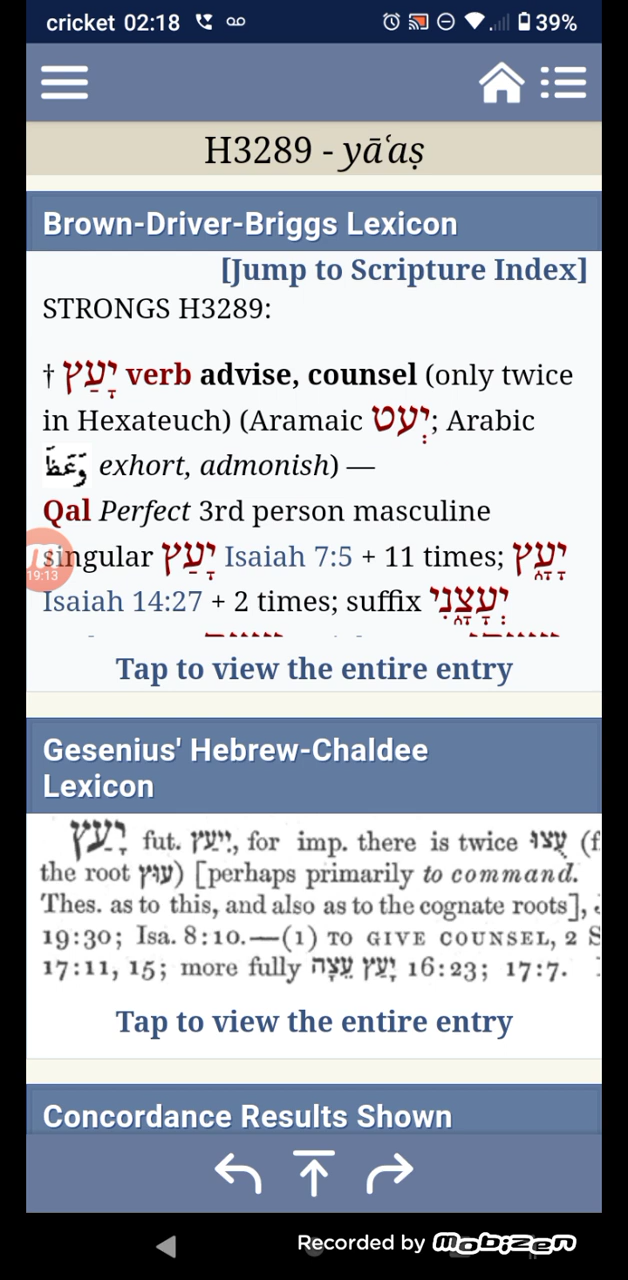 cricket 02:18 39%
H3289 - yāʿaṣ
Brown-Driver-Briggs Lexicon
[Jump to Scripture Index]
STRONGS H3289:
† יָעַץ verb advise, counsel (only twice
in Hexateuch) (Aramaic יְעט; Arabic
وَعَظَ exhort, admonish) —
Qal Perfect 3rd person masculine
singular יָעַץ Isaiah 7:5 + 11 times; יָעָ֑ץ
19:13
Isaiah 14:27 + 2 times; suffix יְעָצָ֑נִי
Tap to view the entire entry
Gesenius' Hebrew-Chaldee
Lexicon
יָעַץ fut. יִיעַץ, for imp. there is twice עֻצוּ (f
the root עוּץ) [perhaps primarily to command.
Thes. as to this, and also as to the cognate roots],
19:30; Isa. 8:10.—(1) TO GIVE COUNSEL, 2 S
17:11, 15; more fully יָעַץ עֵצָה 16:23; 17:7.
Tap to view the entire entry
Concordance Results Shown
Recorded by Mobizen